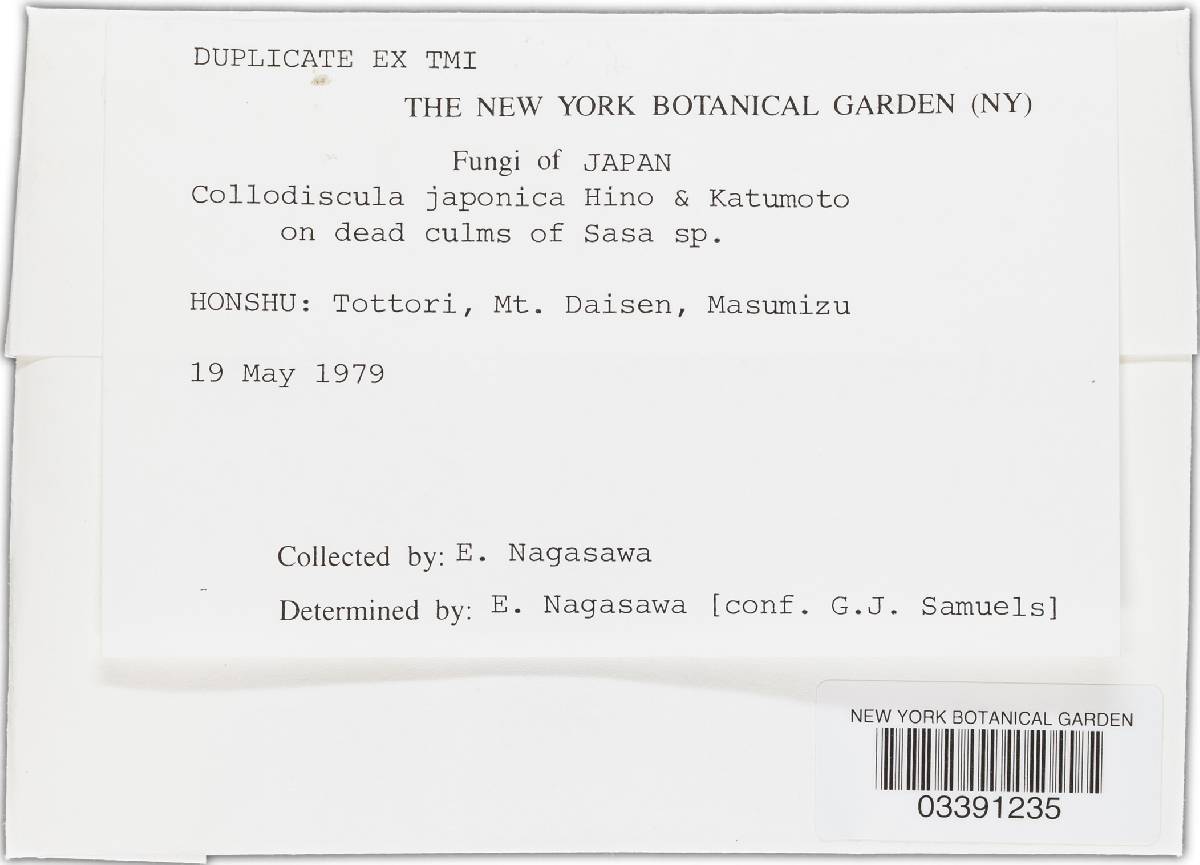 DUPLICATE EX TMI
THE NEW YORK BOTANICAL GARDEN (NY)
Fungi of JAPAN
Collodiscula japonica Hino & Katumoto
on dead culms of Sasa sp.
HONSHU: Tottori, Mt. Daisen, Masumizu
19 May 1979
Collected by: E. Nagasawa
Determined by: E. Nagasawa [conf. G.J. Samuels]
NEW YORK BOTANICAL GARDEN
03391235